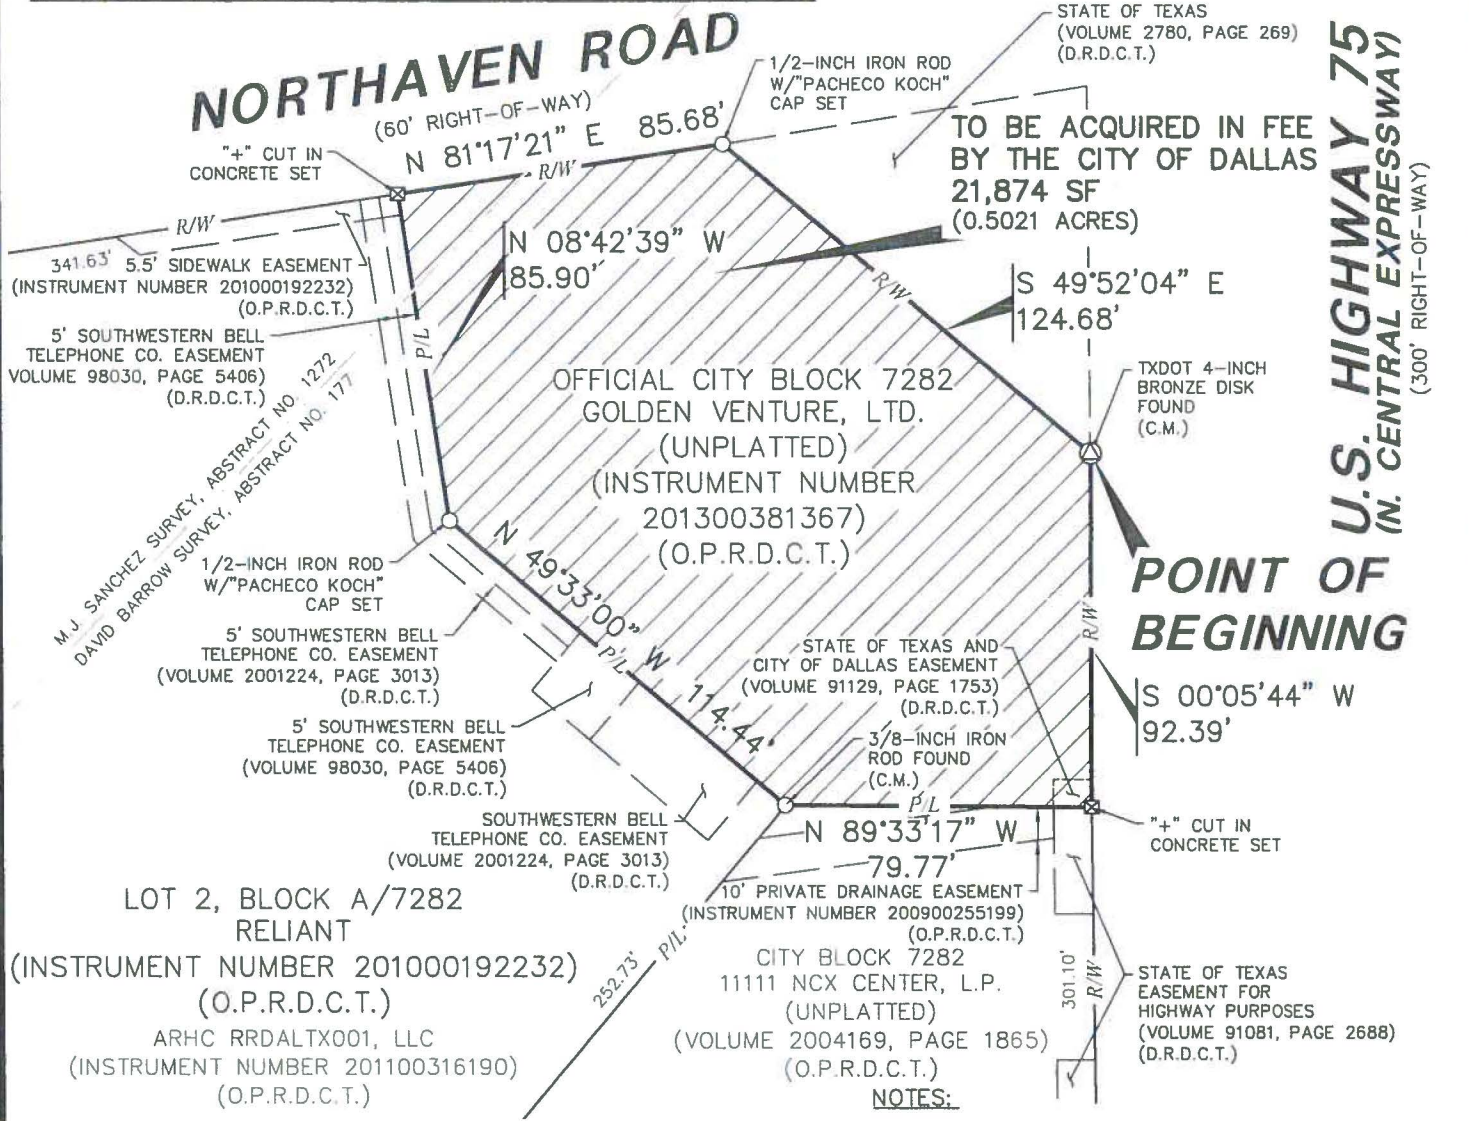 NORTHAVEN ROAD
(60' RIGHT-OF-WAY)
N 81°17'21" E 85.68'
R/W
"+" CUT IN
CONCRETE SET
1/2-INCH IRON ROD
W/"PACHECO KOCH"
CAP SET
STATE OF TEXAS
(VOLUME 2780, PAGE 269)
(D.R.D.C.T.)
U.S. HIGHWAY 75
(N. CENTRAL EXPRESSWAY)
(300' RIGHT-OF-WAY)
TO BE ACQUIRED IN FEE
BY THE CITY OF DALLAS
21,874 SF
(0.5021 ACRES)
R/W
341.63'
5.5' SIDEWALK EASEMENT
(INSTRUMENT NUMBER 201000192232)
(O.P.R.D.C.T.)
N 08°42'39" W
85.90'
R/W
S 49°52'04" E
124.68'
5' SOUTHWESTERN BELL
TELEPHONE CO. EASEMENT
VOLUME 98030, PAGE 5406)
(D.R.D.C.T.)
P/L
M.J. SANCHEZ SURVEY, ABSTRACT NO. 1272
DAVID BARROW SURVEY, ABSTRACT NO. 177
OFFICIAL CITY BLOCK 7282
GOLDEN VENTURE, LTD.
(UNPLATTED)
(INSTRUMENT NUMBER
201300381367)
(O.P.R.D.C.T.)
TXDOT 4-INCH
BRONZE DISK
FOUND
(C.M.)
POINT OF
BEGINNING
1/2-INCH IRON ROD
W/"PACHECO KOCH"
CAP SET
N 49°33'00" W 114.44'
P/L
5' SOUTHWESTERN BELL
TELEPHONE CO. EASEMENT
(VOLUME 2001224, PAGE 3013)
(D.R.D.C.T.)
STATE OF TEXAS AND
CITY OF DALLAS EASEMENT
(VOLUME 91129, PAGE 1753)
(D.R.D.C.T.)
R/W
S 00°05'44" W
92.39'
5' SOUTHWESTERN BELL
TELEPHONE CO. EASEMENT
(VOLUME 98030, PAGE 5406)
(D.R.D.C.T.)
3/8-INCH IRON
ROD FOUND
(C.M.)
P/L
N 89°33'17" W
79.77'
"+" CUT IN
CONCRETE SET
SOUTHWESTERN BELL
TELEPHONE CO. EASEMENT
(VOLUME 2001224, PAGE 3013)
(D.R.D.C.T.)
10' PRIVATE DRAINAGE EASEMENT
(INSTRUMENT NUMBER 200900255199)
(O.P.R.D.C.T.)
LOT 2, BLOCK A/7282
RELIANT
(INSTRUMENT NUMBER 201000192232)
(O.P.R.D.C.T.)
ARHC RRDALTX001, LLC
(INSTRUMENT NUMBER 201100316190)
(O.P.R.D.C.T.)
252.73'
P/L
CITY BLOCK 7282
11111 NCX CENTER, L.P.
(UNPLATTED)
(VOLUME 2004169, PAGE 1865)
(O.P.R.D.C.T.)
301.10'
R/W
STATE OF TEXAS
EASEMENT FOR
HIGHWAY PURPOSES
(VOLUME 91081, PAGE 2688)
(D.R.D.C.T.)
NOTES: